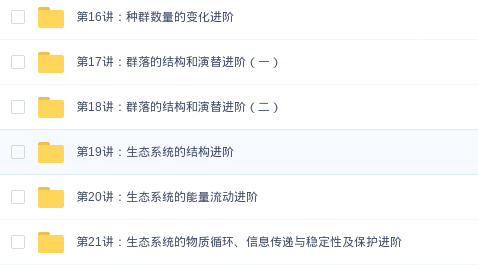 第16讲：种群数量的变化进阶
第17讲：群落的结构和演替进阶（一）
第18讲：群落的结构和演替进阶（二）
第19讲：生态系统的结构进阶
第20讲：生态系统的能量流动进阶
第21讲：生态系统的物质循环、信息传递与稳定性及保护进阶